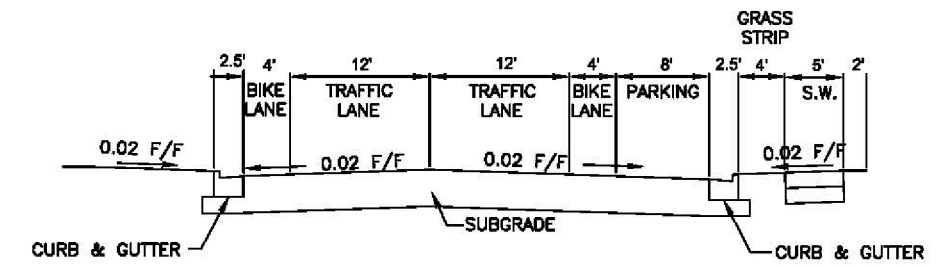 GRASS
STRIP
2.5' 4' 12' 12' 4' 8' 2.5' 4' 5' 2'
BIKE LANE
TRAFFIC LANE
TRAFFIC LANE
BIKE LANE
PARKING
S.W.
0.02 F/F
0.02 F/F
0.02 F/F
0.02 F/F
SUBGRADE
CURB & GUTTER
CURB & GUTTER